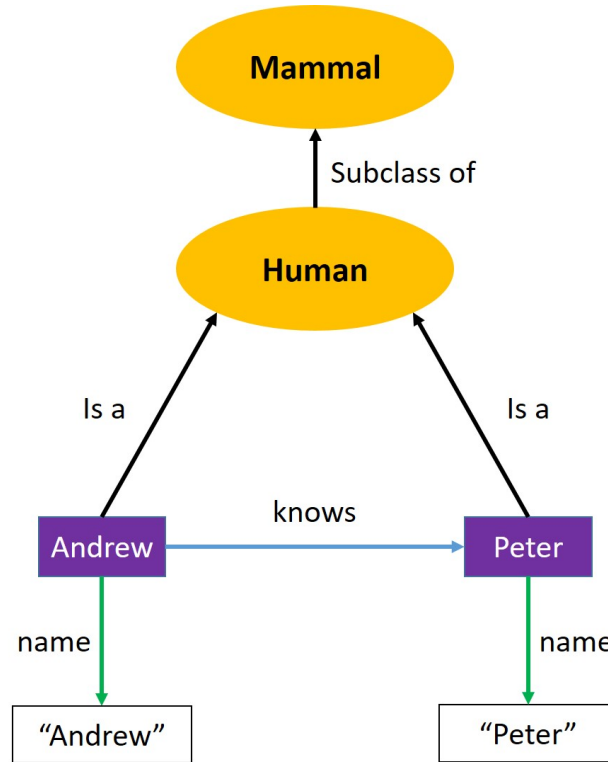 Mammal
Subclass of
Human
Is a
Is a
knows
Andrew
Peter
name
name
“Andrew”
“Peter”